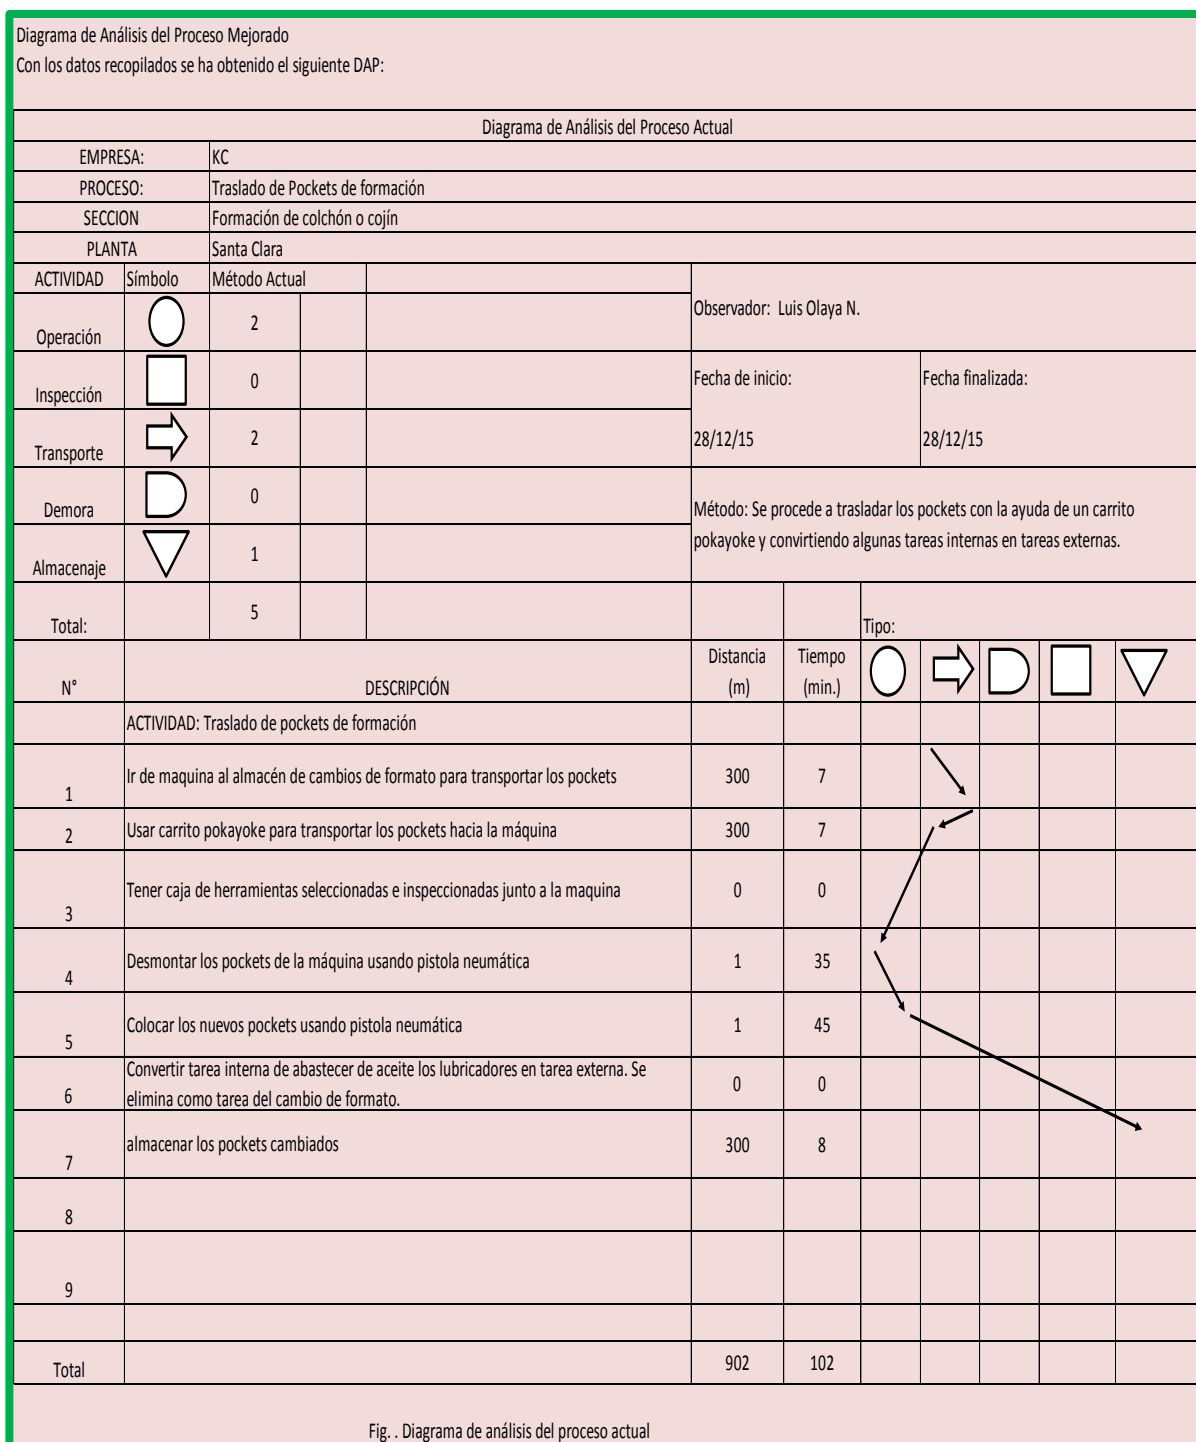 Diagrama de Análisis del Proceso Mejorado
Con los datos recopilados se ha obtenido el siguiente DAP:
Diagrama de Análisis del Proceso Actual
EMPRESA: KC
PROCESO: Traslado de Pockets de formación
SECCION Formación de colchón o cojín
PLANTA Santa Clara
ACTIVIDAD Símbolo Método Actual
Observador: Luis Olaya N.
Operación 2
Inspección 0
Fecha de inicio: Fecha finalizada:
28/12/15 28/12/15
Transporte 2
Demora 0
Método: Se procede a trasladar los pockets con la ayuda de un carrito
pokayoke y convirtiendo algunas tareas internas en tareas externas.
Almacenaje 1
Total: 5 Tipo:
N° DESCRIPCIÓN Distancia (m) Tiempo (min.)
ACTIVIDAD: Traslado de pockets de formación
1 Ir de maquina al almacén de cambios de formato para transportar los pockets 300 7
2 Usar carrito pokayoke para transportar los pockets hacia la máquina 300 7
3 Tener caja de herramientas seleccionadas e inspeccionadas junto a la maquina 0 0
4 Desmontar los pockets de la máquina usando pistola neumática 1 35
5 Colocar los nuevos pockets usando pistola neumática 1 45
Convertir tarea interna de abastecer de aceite los lubricadores en tarea externa. Se
6 elimina como tarea del cambio de formato. 0 0
7 almacenar los pockets cambiados 300 8
8
9
Total 902 102
Fig. . Diagrama de análisis del proceso actual